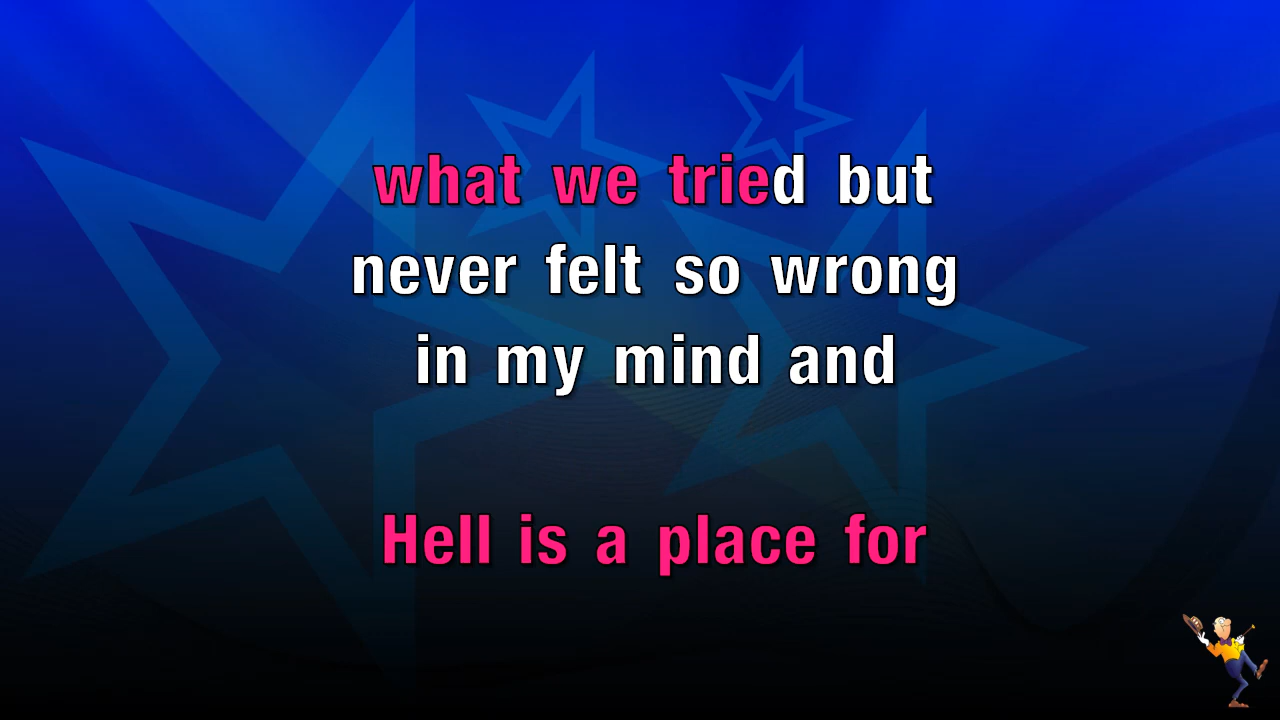 what we tried but
never felt so wrong
in my mind and
Hell is a place for